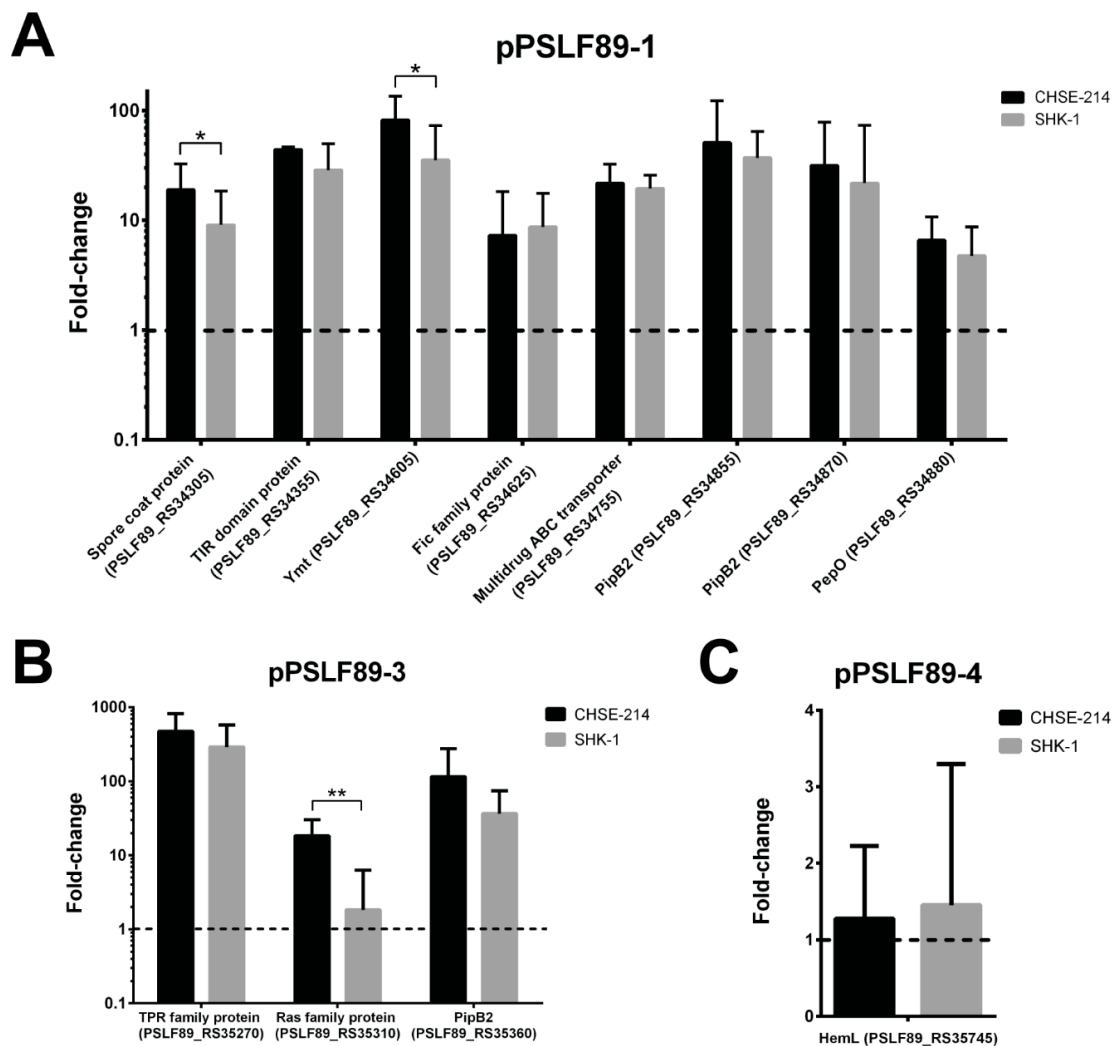 A
pPSLF89-1
CHSE-214
SHK-1
*
*
Fold-change
100
10
1
0.1
Spore coat protein
(PSLF89_RS34305)
TIR domain protein
(PSLF89_RS34355)
Ymt (PSLF89_RS34605)
Fic family protein
(PSLF89_RS34625)
Multidrug ABC transporter
(PSLF89_RS34755)
PipB2 (PSLF89_RS34855)
PipB2 (PSLF89_RS34870)
PepO (PSLF89_RS34880)
B
pPSLF89-3
CHSE-214
SHK-1
**
Fold-change
1000
100
10
1
0.1
TPR family protein
(PSLF89_RS35270)
Ras family protein
(PSLF89_RS35310)
PipB2
(PSLF89_RS35360)
C
pPSLF89-4
CHSE-214
SHK-1
Fold-change
4
3
2
1
0
HemL (PSLF89_RS35745)